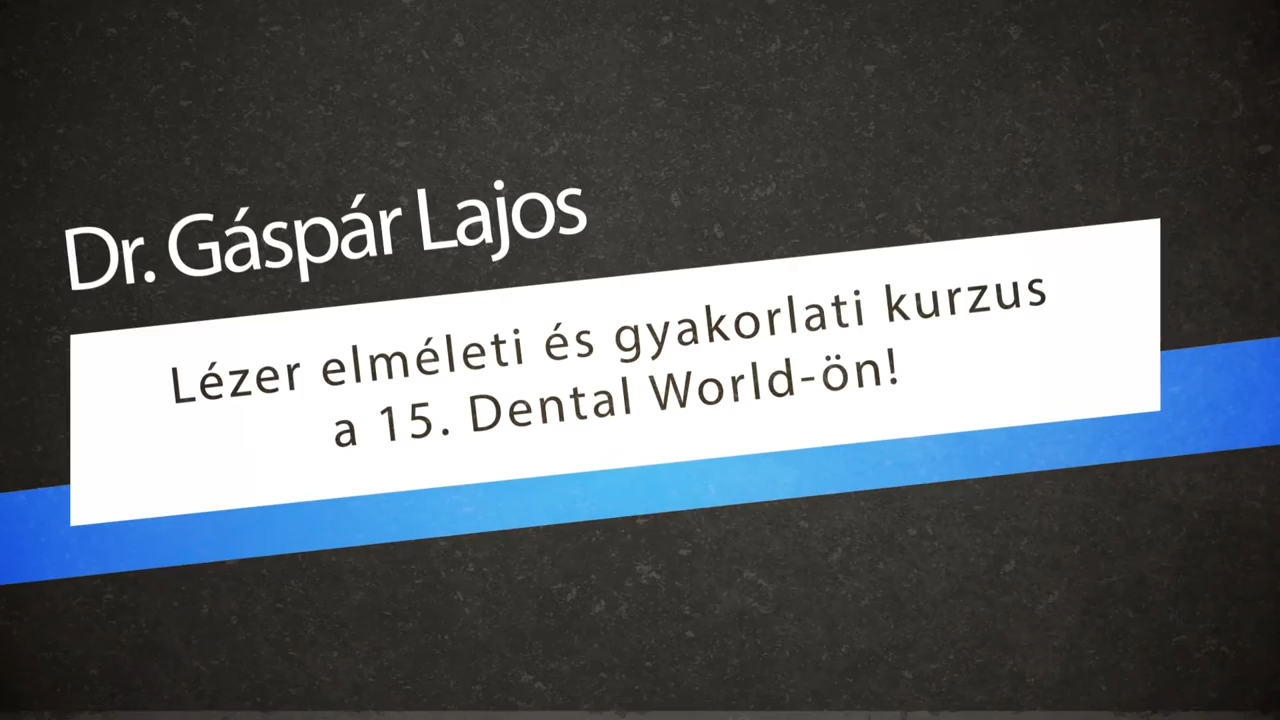 Dr. Gáspár Lajos
Lézer elméleti és gyakorlati kurzus
a 15. Dental World-ön!